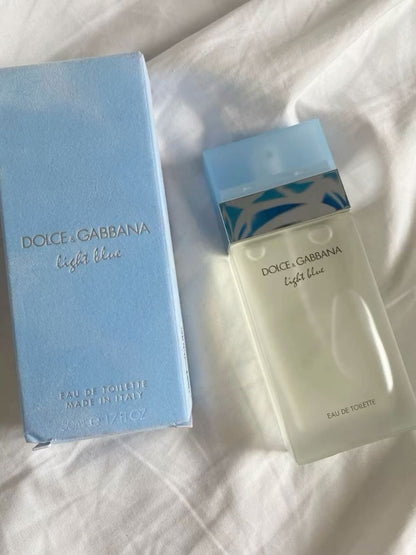 DOLCE & GABBANA
light blue
EAU DE TOILETTE
MADE IN ITALY
50ml ℮ 1.7 FL.OZ
DOLCE & GABBANA
light blue
EAU DE TOILETTE